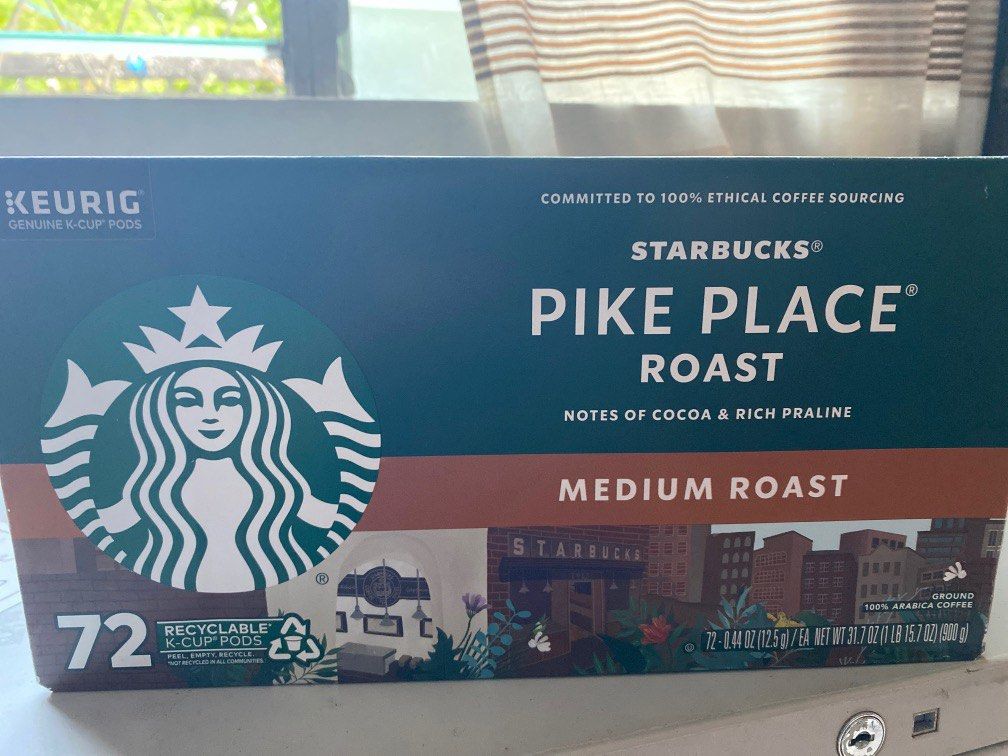 KEURIG®
GENUINE K-CUP® PODS
COMMITTED TO 100% ETHICAL COFFEE SOURCING
STARBUCKS®
PIKE PLACE®
ROAST
NOTES OF COCOA & RICH PRALINE
MEDIUM ROAST
®
STARBUCKS
72
RECYCLABLE*
K-CUP® PODS
PEEL. EMPTY. RECYCLE.
*NOT RECYCLED IN ALL COMMUNITIES.
GROUND
100% ARABICA COFFEE
72 - 0.44 OZ (12.5 g) / EA NET WT 31.7 OZ (1 LB 15.7 OZ) (900 g)